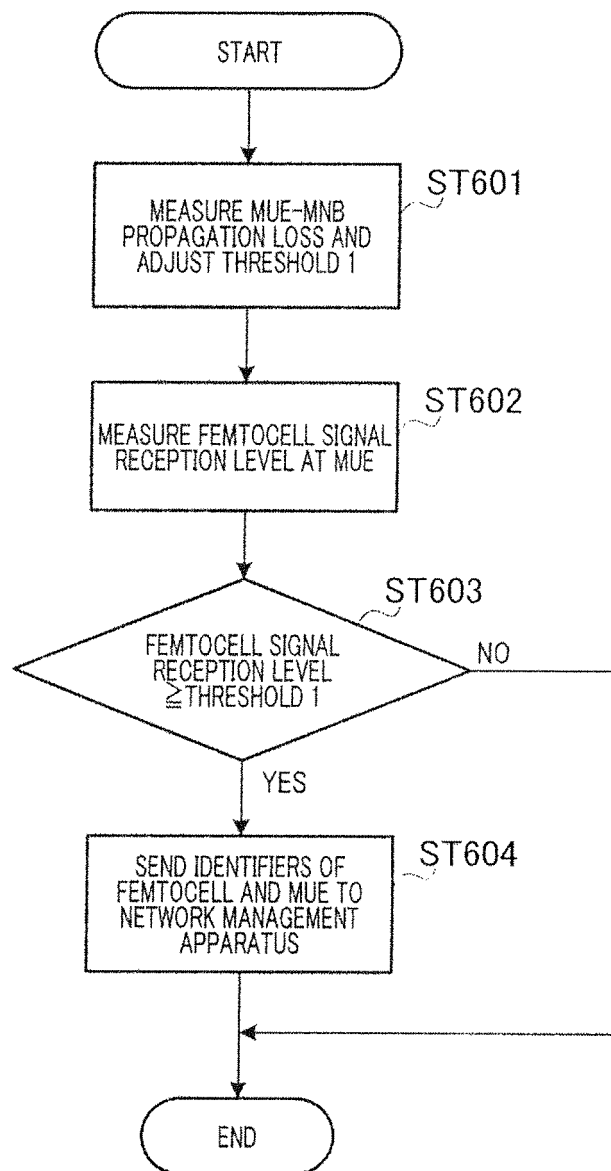 START
ST601
MEASURE MUE-MNB
PROPAGATION LOSS AND
ADJUST THRESHOLD 1
ST602
MEASURE FEMTOCELL SIGNAL
RECEPTION LEVEL AT MUE
ST603
FEMTOCELL SIGNAL
RECEPTION LEVEL
≧THRESHOLD 1
NO
YES
ST604
SEND IDENTIFIERS OF
FEMTOCELL AND MUE TO
NETWORK MANAGEMENT
APPARATUS
END